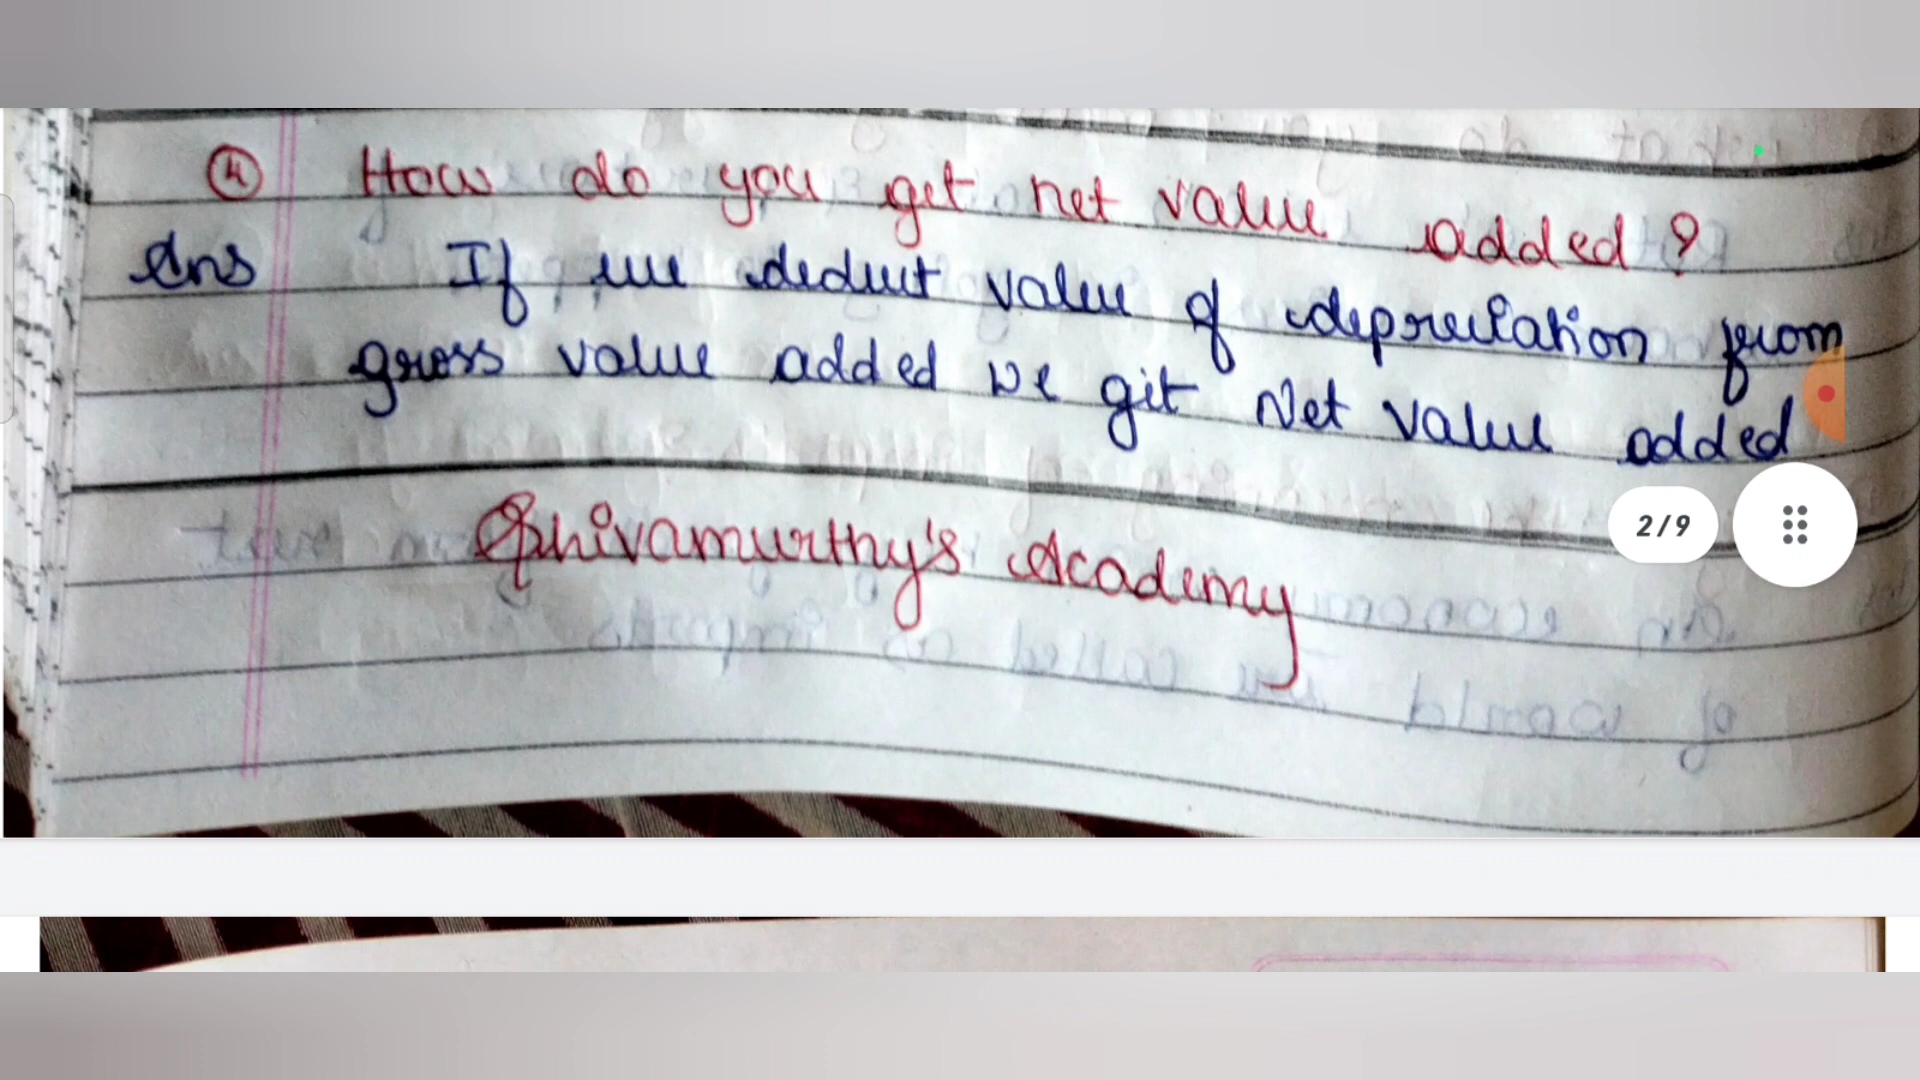 ④ How do you get net value added ?
Ans If we deduct value of depreciation from
gross value added we get Net value added
2/9
Shivamurthy's Academy